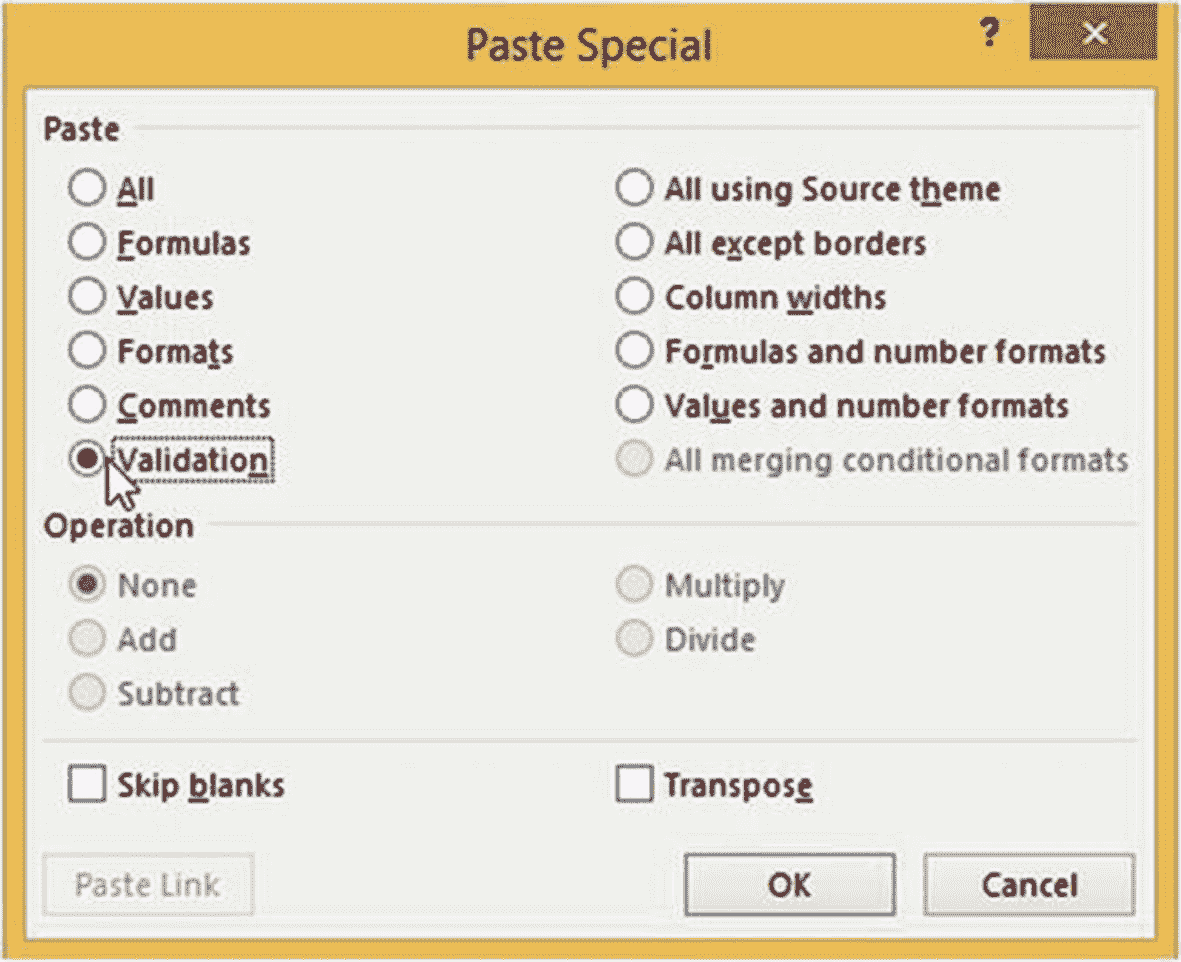 Paste Special
?
Paste
All
All using Source theme
Formulas
All except borders
Values
Column widths
Formats
Formulas and number formats
Comments
Values and number formats
Validation
All merging conditional formats
Operation
None
Multiply
Add
Divide
Subtract
Skip blanks
Transpose
Paste Link
OK
Cancel